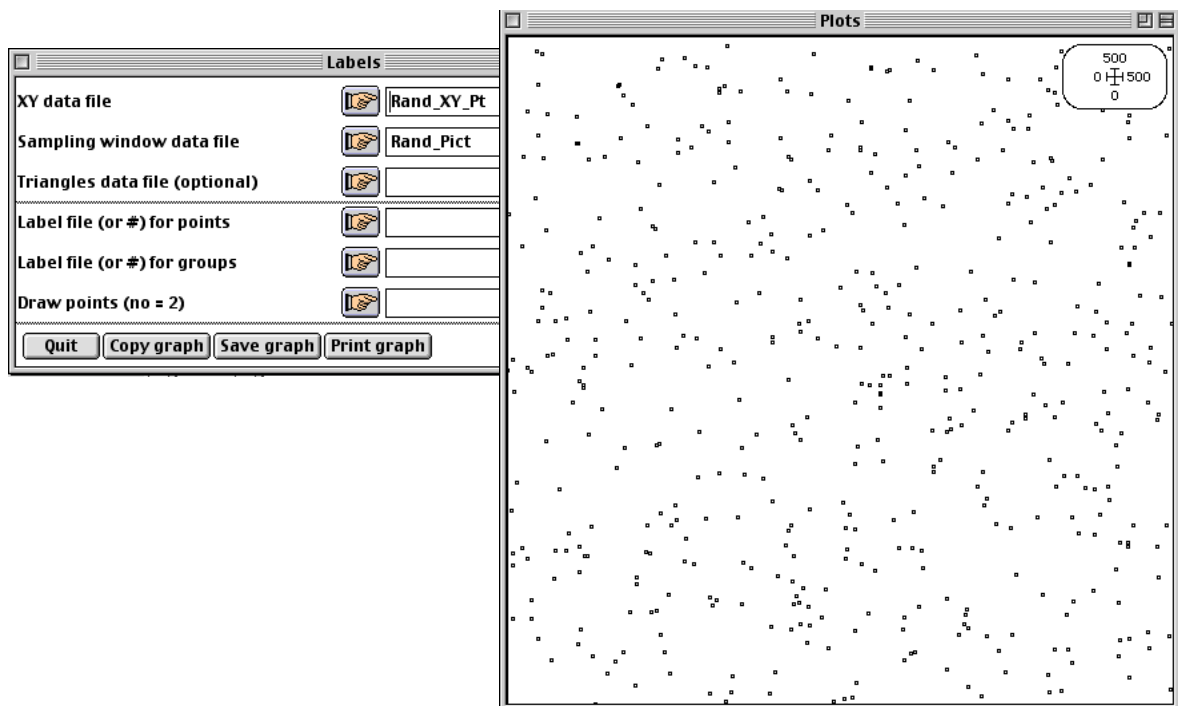 Labels
XY data file
Rand_XY_Pt
Sampling window data file
Rand_Pict
Triangles data file (optional)
Label file (or #) for points
Label file (or #) for groups
Draw points (no = 2)
Quit Copy graph Save graph Print graph
Plots
500
0 500
0